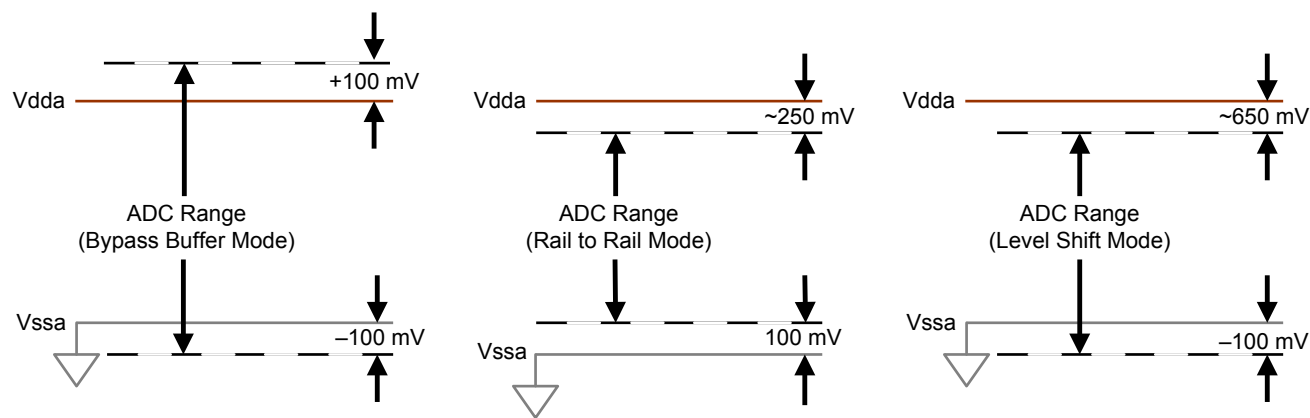 +100 mV
Vdda
ADC Range
(Bypass Buffer Mode)
Vssa
–100 mV
Vdda
~250 mV
ADC Range
(Rail to Rail Mode)
100 mV
Vssa
Vdda
~650 mV
ADC Range
(Level Shift Mode)
Vssa
–100 mV